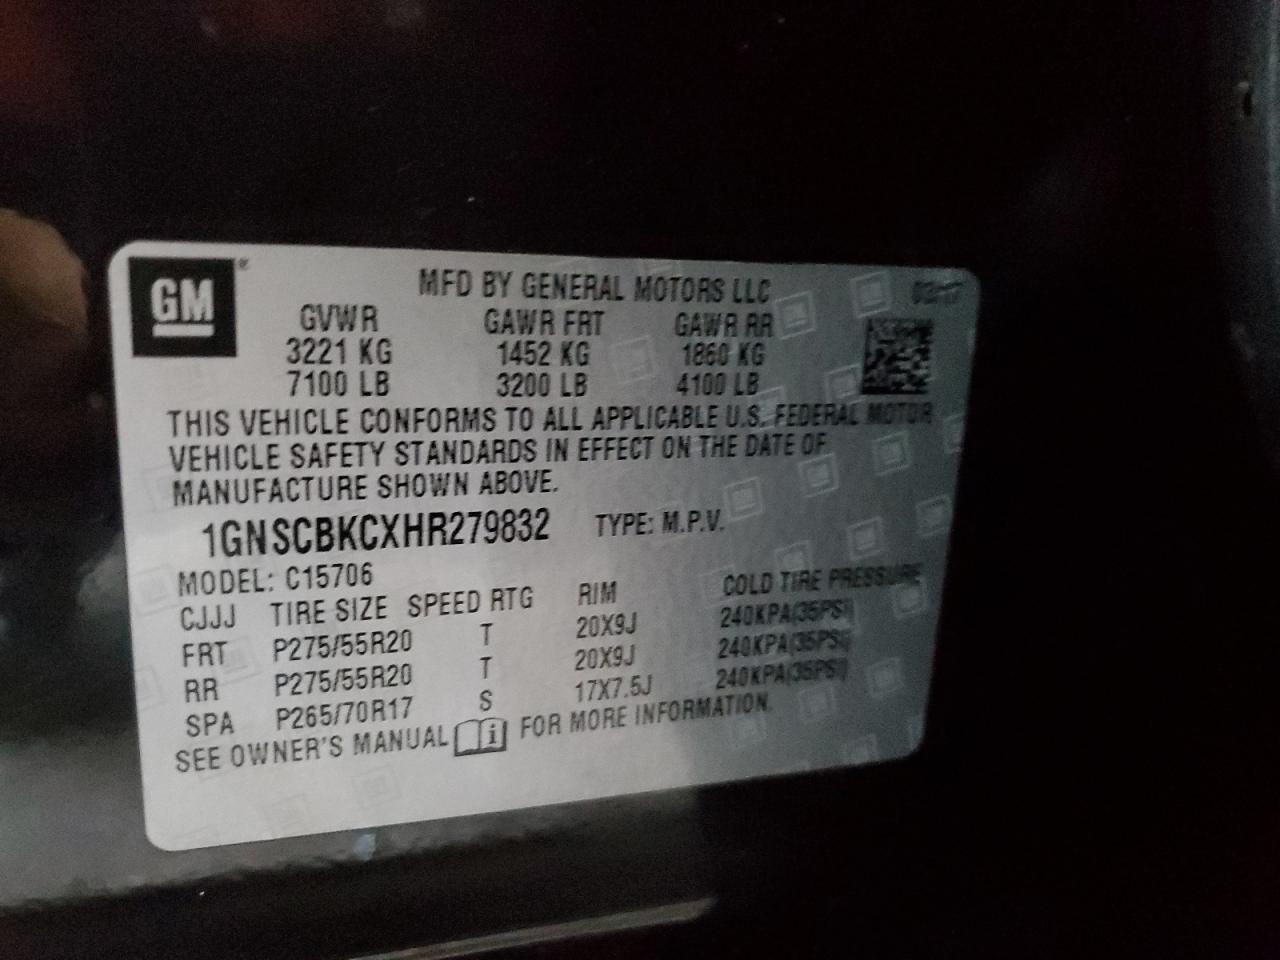 GM
MFD BY GENERAL MOTORS LLC 03/17
GVWR GAWR FRT GAWR RR
3221 KG 1452 KG 1860 KG
7100 LB 3200 LB 4100 LB
THIS VEHICLE CONFORMS TO ALL APPLICABLE U.S. FEDERAL MOTOR
VEHICLE SAFETY STANDARDS IN EFFECT ON THE DATE OF
MANUFACTURE SHOWN ABOVE.
1GNSCBKCXHR279832 TYPE: M.P.V.
MODEL: C15706
CJJJ TIRE SIZE SPEED RTG RIM COLD TIRE PRESSURE
FRT P275/55R20 T 20X9J 240KPA(35PSI)
RR P275/55R20 T 20X9J 240KPA(35PSI)
SPA P265/70R17 S 17X7.5J 240KPA(35PSI)
SEE OWNER'S MANUAL i FOR MORE INFORMATION.